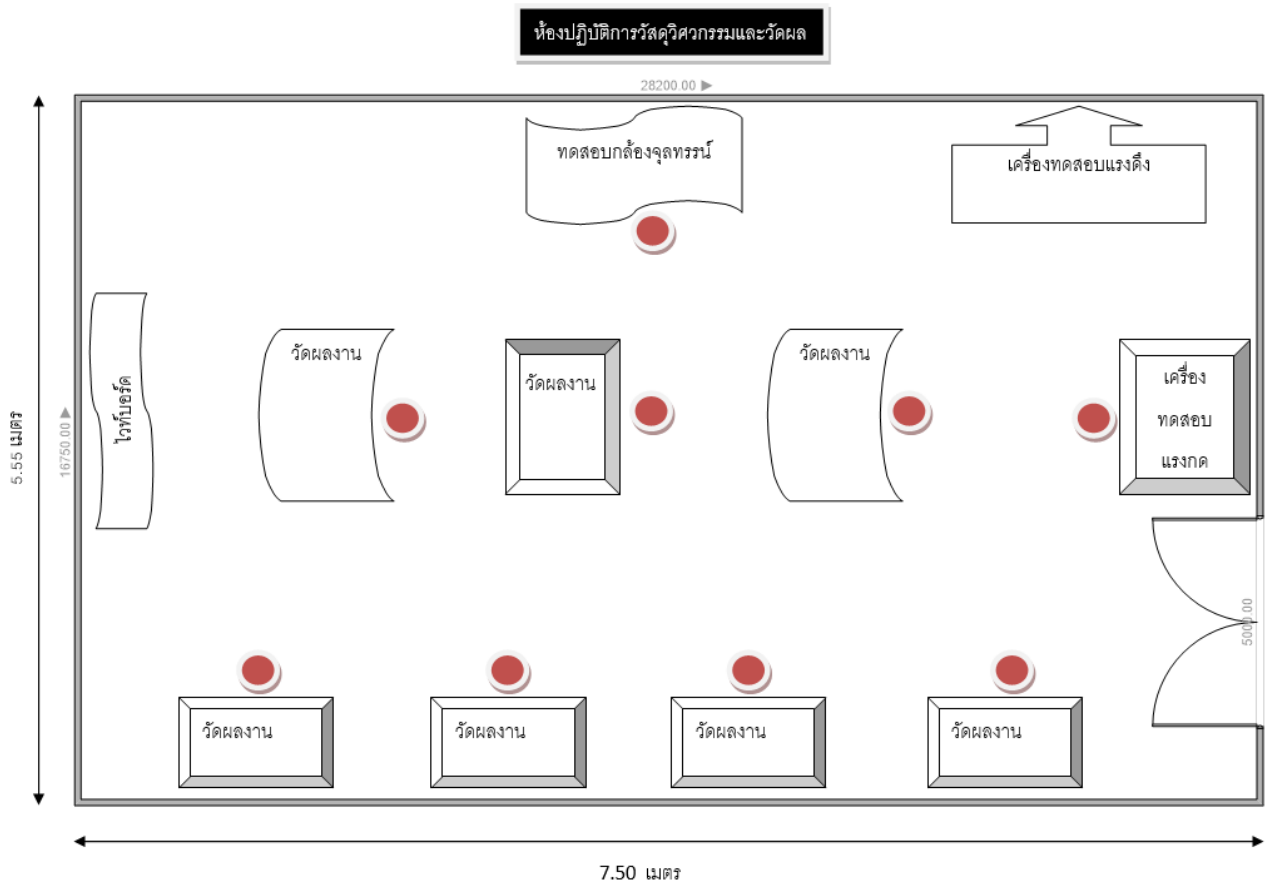 ห้องปฏิบัติการวัสดุวิศวกรรมและวัดผล
28200.00
ทดสอบกล้องจุลทรรน์
เครื่องทดสอบแรงดึง
5.55 เมตร
16750.00
ไวท์บอร์ด
วัดผลงาน
วัดผลงาน
วัดผลงาน
เครื่อง
ทดสอบ
แรงกด
5000.00
วัดผลงาน
วัดผลงาน
วัดผลงาน
วัดผลงาน
7.50 เมตร